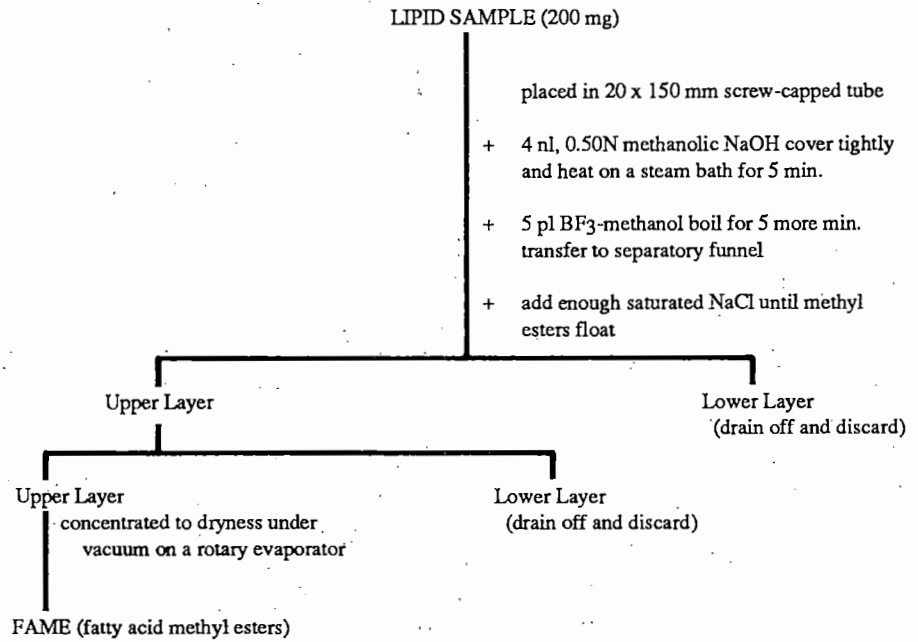 LIPID SAMPLE (200 mg)
placed in 20 x 150 mm screw-capped tube
+ 4 nl, 0.50N methanolic NaOH cover tightly
and heat on a steam bath for 5 min.
+ 5 pl BF3-methanol boil for 5 more min.
transfer to separatory funnel
+ add enough saturated NaCl until methyl
esters float
Upper Layer
Lower Layer
(drain off and discard)
Upper Layer
concentrated to dryness under
vacuum on a rotary evaporator
Lower Layer
(drain off and discard)
FAME (fatty acid methyl esters)